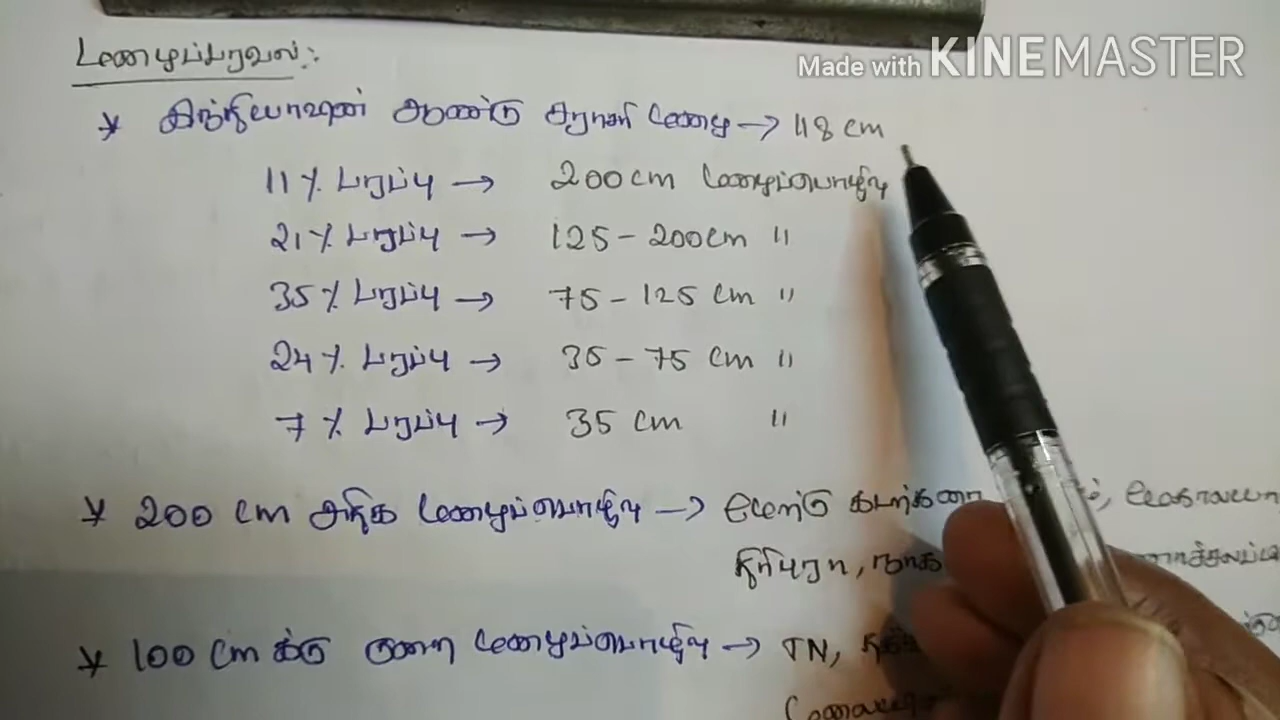 Made with KINEMASTER
மழைப்பரவல்:
* இந்தியாவின் ஆண்டு சராசரி மழை → 118 cm
11% பரப்பு → 200 cm மழைப்பொழிவு
21% பரப்பு → 125 - 200 cm "
35% பரப்பு → 75 - 125 cm "
24% பரப்பு → 35 - 75 cm "
7% பரப்பு → 35 cm "
* 200 cm அதிக மழைப்பொழிவு → மேற்கு கடற்கரை
திரிபுரா,
* 100 cm க்கு குறை மழைப்பொழிவு → TN,